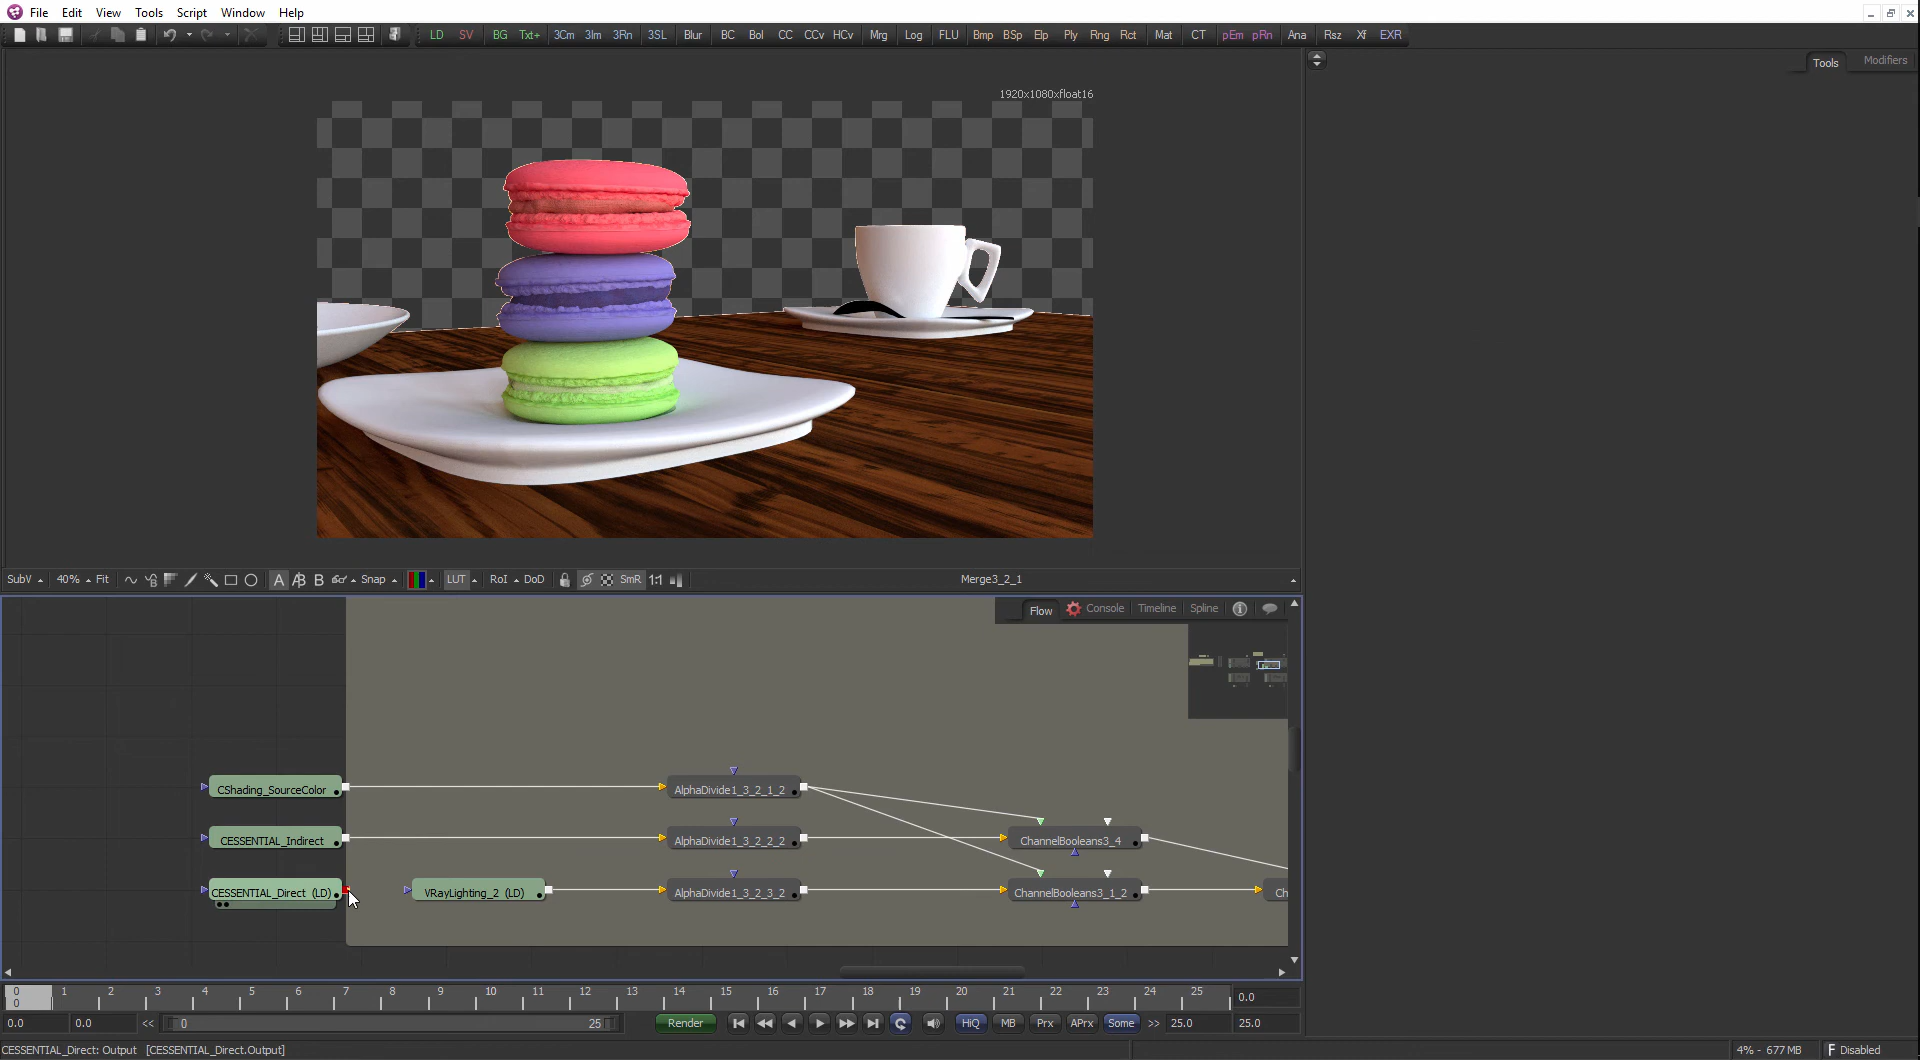 File Edit View Tools Script Window Help
LD SV BG Txt+ 3Cm 3Im 3Rn 3SL Blur BC Bol CC CCv HCv Mrg Log FLU Bmp BSp Elp Ply Rng Rct Mat CT pEm pRn Ana Rsz Xf EXR
Tools Modifiers
1920x1080xfloat16
SubV 40% Fit A B Snap LUT RoI DoD SmR 1:1 Merge3_2_1
Flow Console Timeline Spline
CShading_SourceColor AlphaDivide1_3_2_1_2
CESSENTIAL_Indirect AlphaDivide1_3_2_2_2 ChannelBooleans3_4
CESSENTIAL_Direct (LD) VRayLighting_2 (LD) AlphaDivide1_3_2_3_2 ChannelBooleans3_1_2 Ch
0 1 2 3 4 5 6 7 8 9 10 11 12 13 14 15 16 17 18 19 20 21 22 23 24 25 0.0
0
0.0 0.0 << 0 25 Render HiQ MB Prx APrx Some >> 25.0 25.0
CESSENTIAL_Direct: Output [CESSENTIAL_Direct.Output] 4% - 677 MB F Disabled